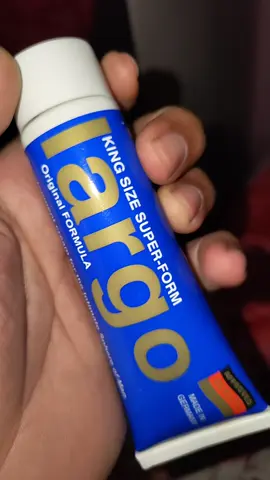 largo
KING SIZE SUPER-FORM
Original FORMULA
MADE IN
GERMANY